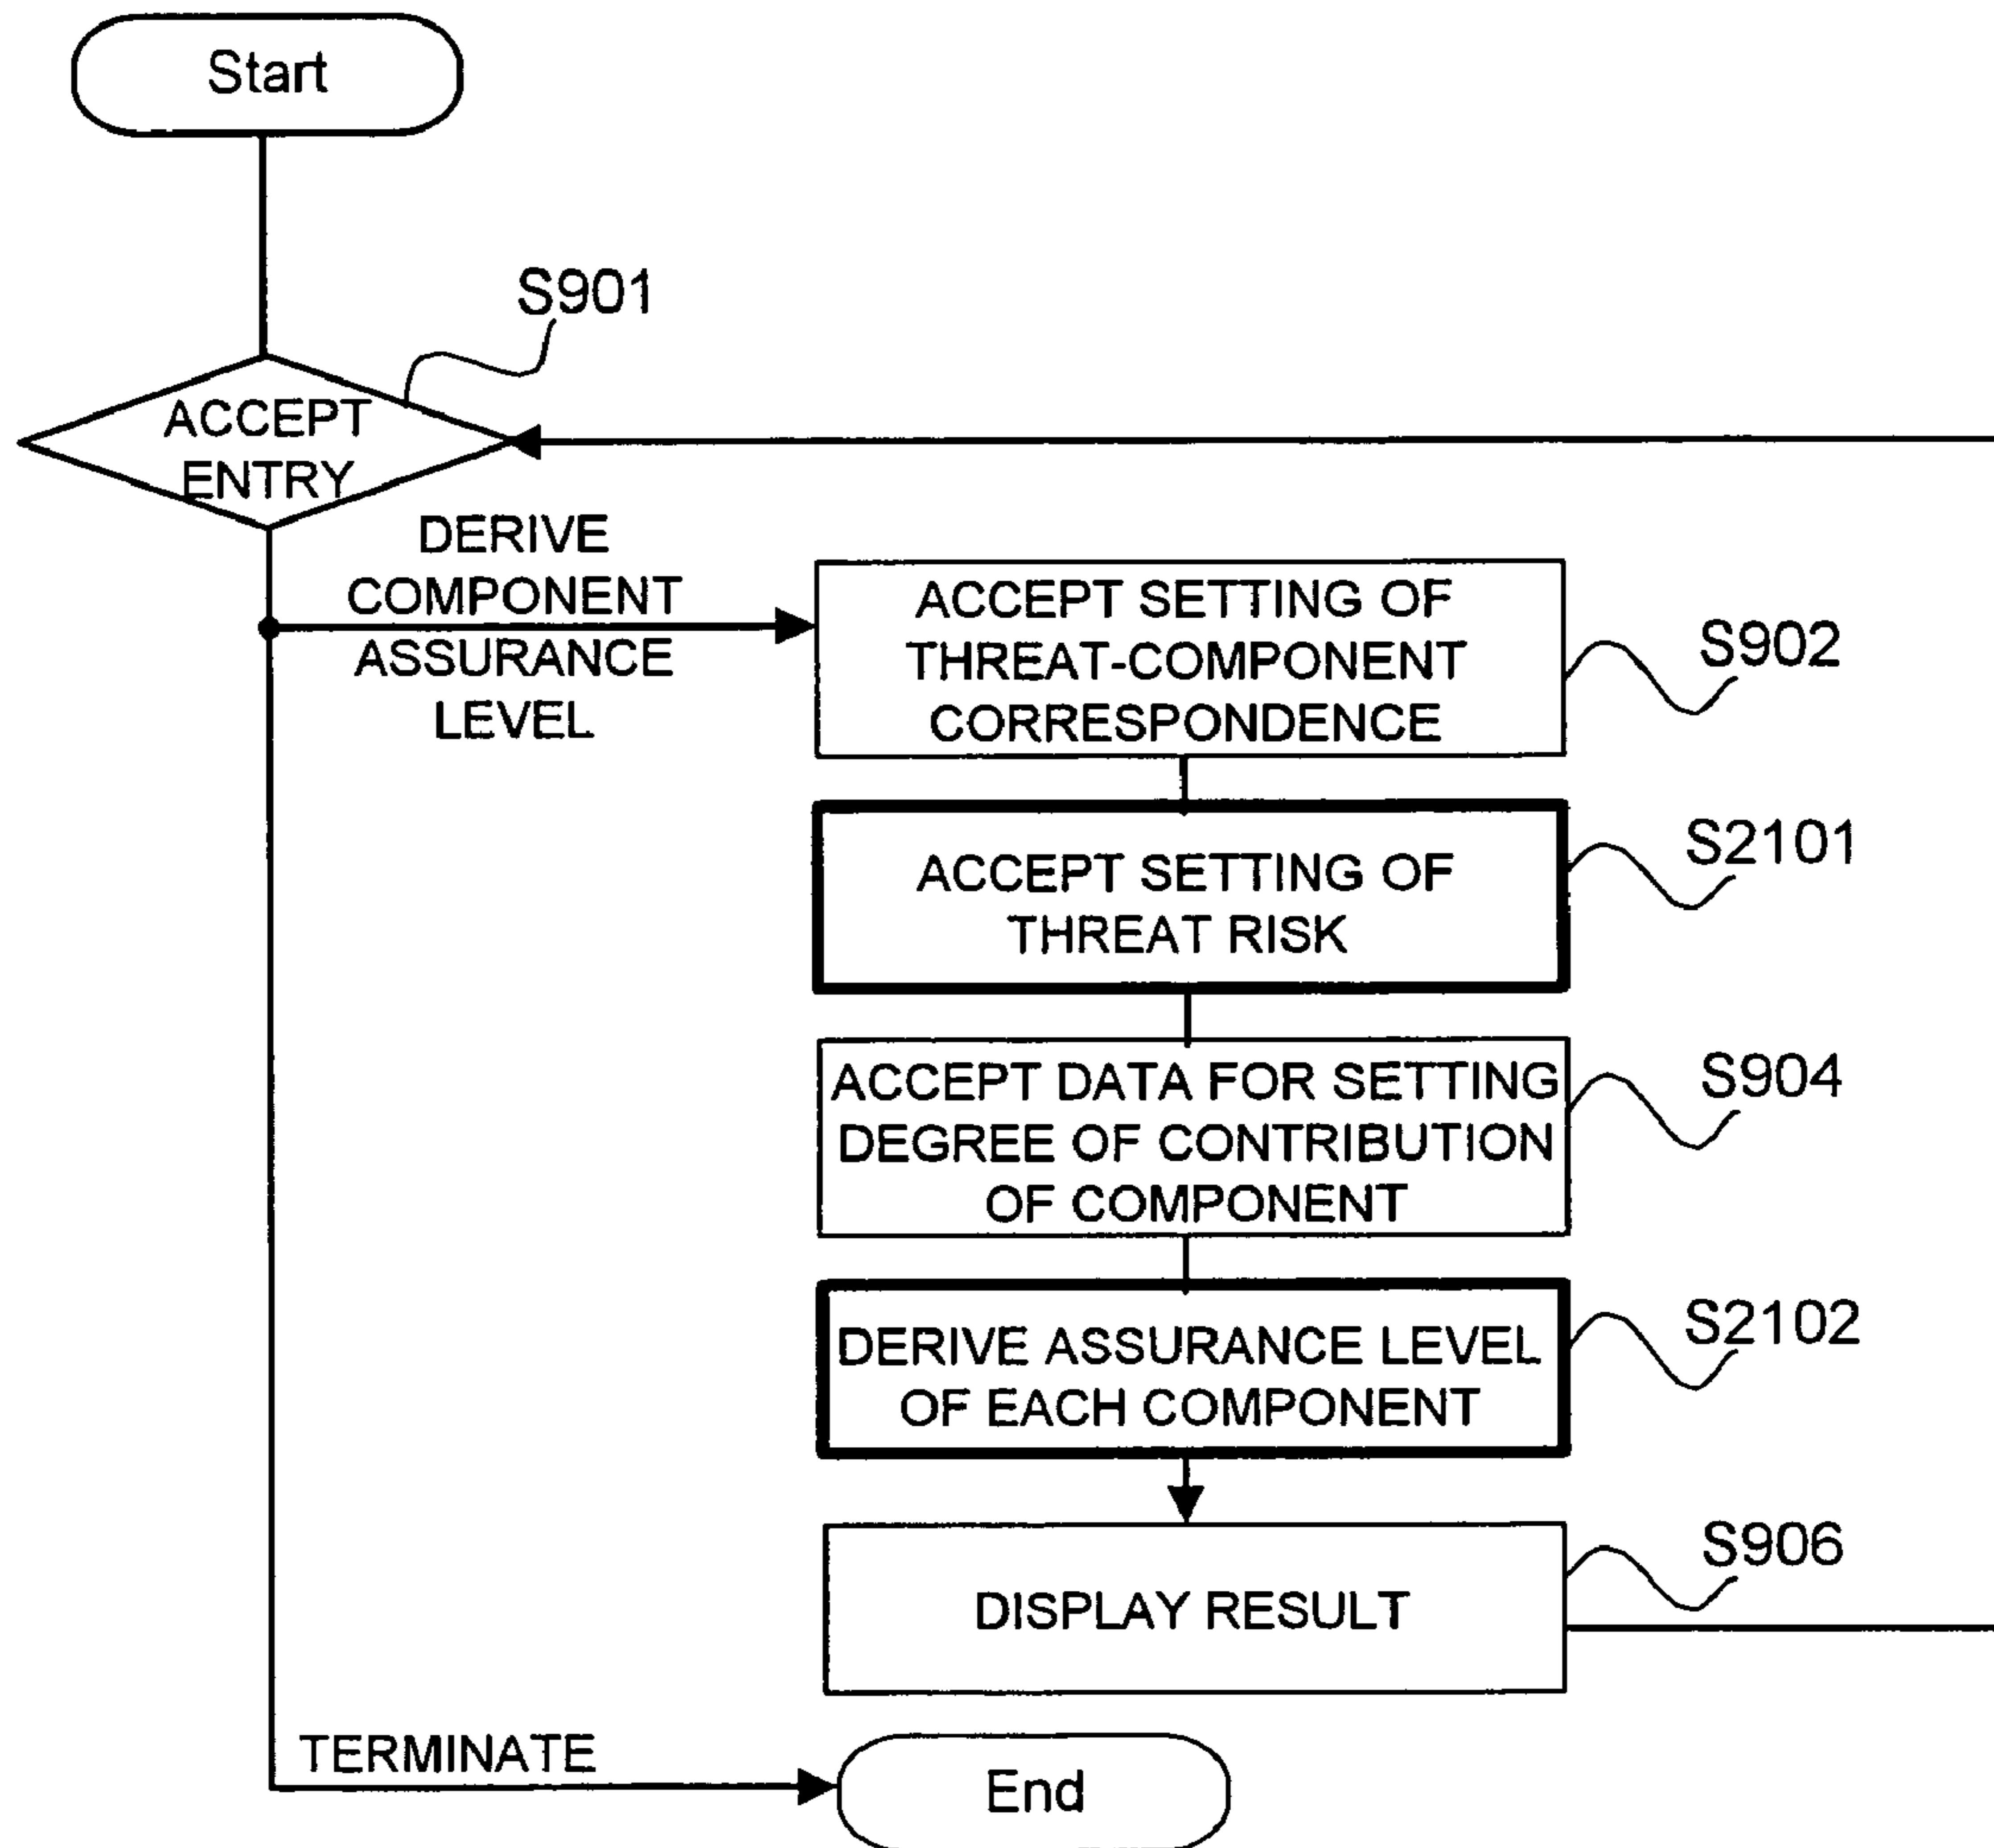 Start
S901
ACCEPT
ENTRY
DERIVE
COMPONENT
ASSURANCE
LEVEL
ACCEPT SETTING OF
THREAT-COMPONENT
CORRESPONDENCE
S902
ACCEPT SETTING OF
THREAT RISK
S2101
ACCEPT DATA FOR SETTING
DEGREE OF CONTRIBUTION
OF COMPONENT
S904
DERIVE ASSURANCE LEVEL
OF EACH COMPONENT
S2102
DISPLAY RESULT
S906
TERMINATE
End